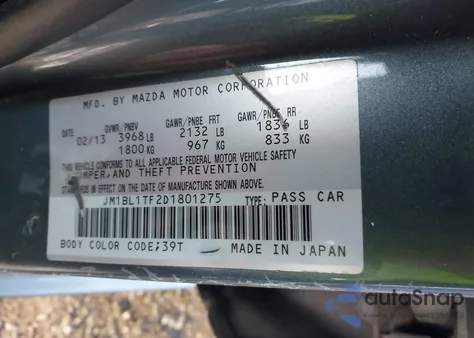 MFD. BY MAZDA MOTOR CORPORATION
GVWR/PNBV GAWR/PNBE FRT GAWR/PNBE RR
02/13 3968 LB 2132 LB 1836 LB
DATE 1800 KG 967 KG 833 KG
THIS VEHICLE CONFORMS TO ALL APPLICABLE FEDERAL MOTOR VEHICLE SAFETY
BUMPER, AND THEFT PREVENTION
STANDARDS IN EFFECT ON THE DATE OF MANUFACTURE SHOWN ABOVE.
JM1BL1TF2D1801275 TYPE: PASS CAR
BODY COLOR CODE;39T MADE IN JAPAN
autoSnap